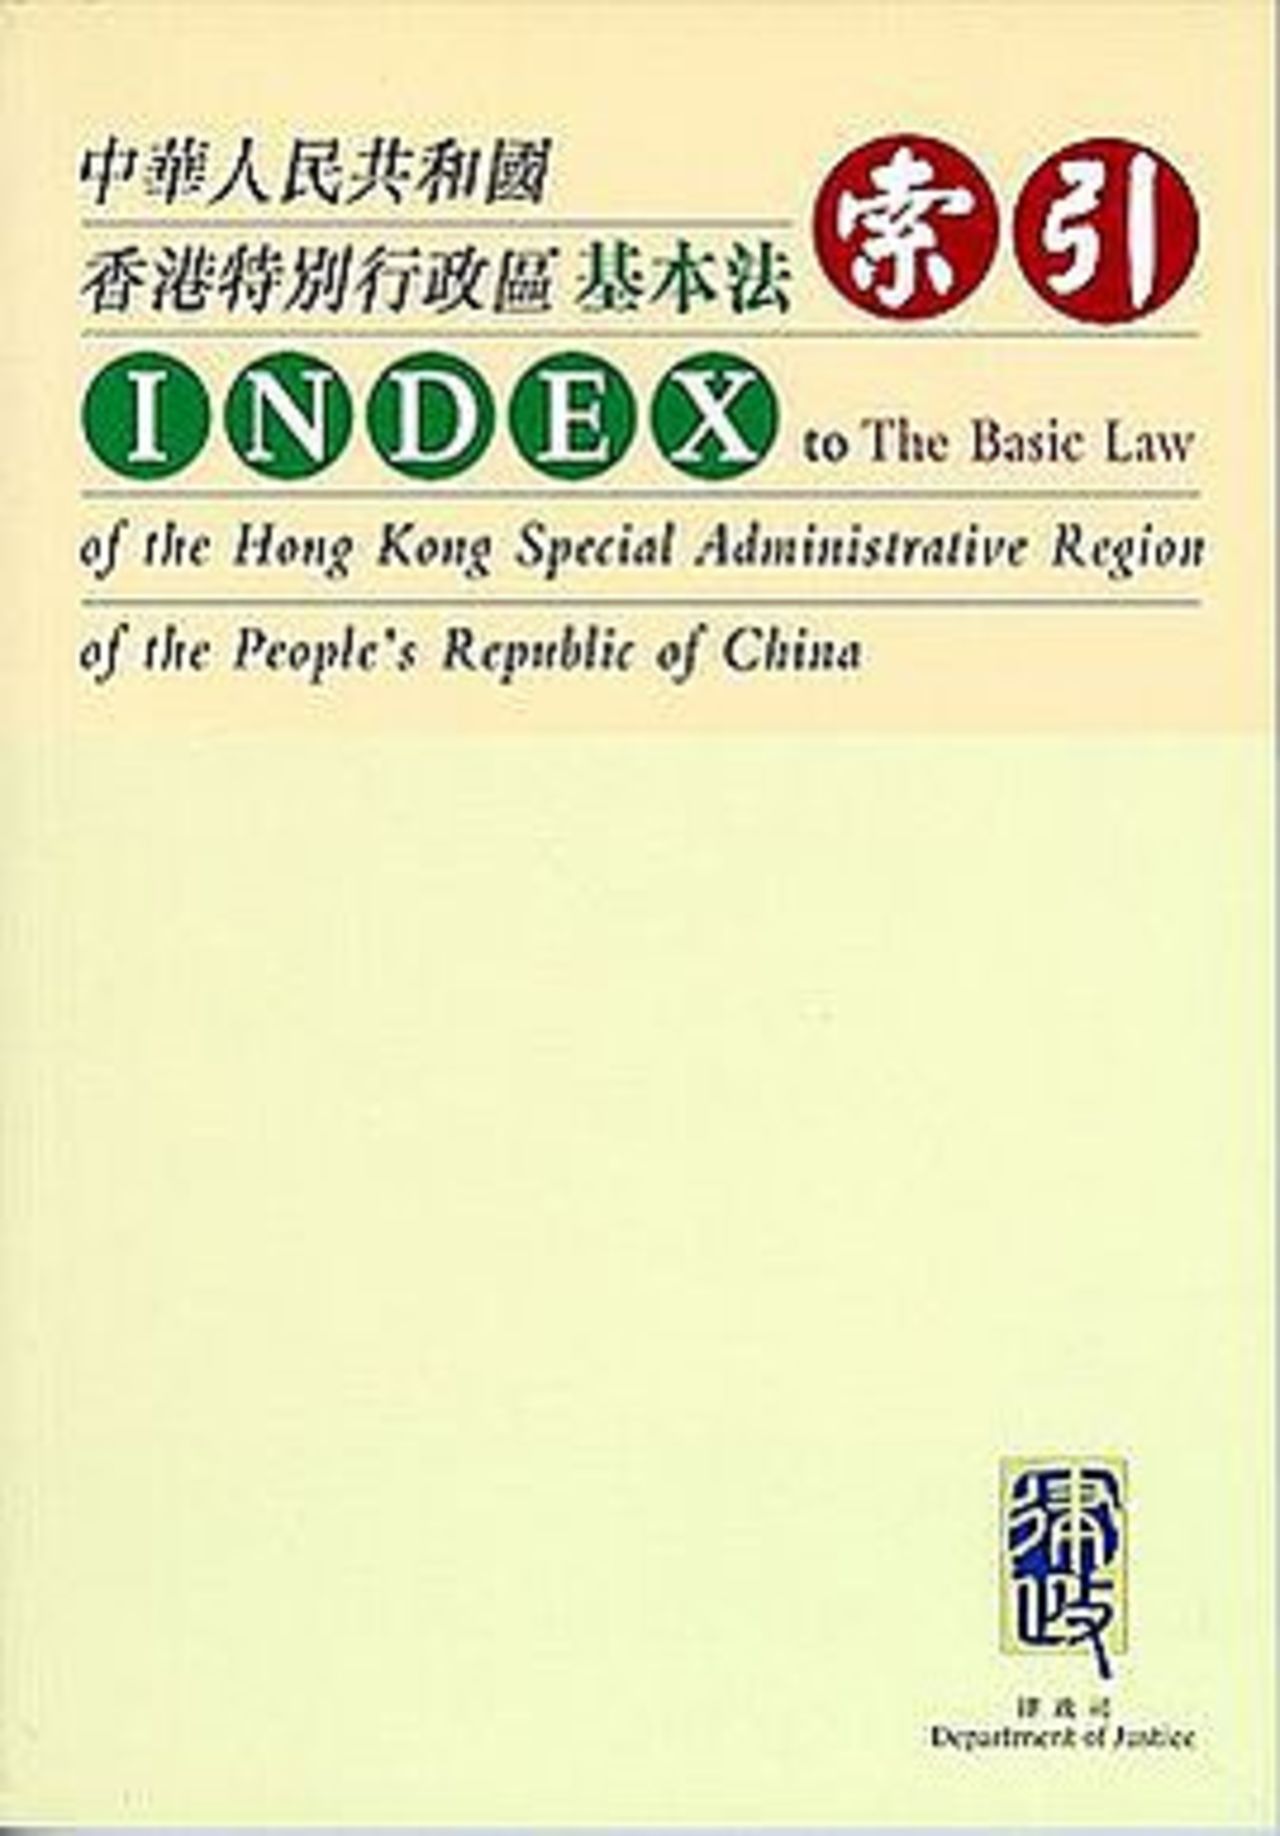 中華人民共和國
香港特別行政區 基本法 索引
INDEX to The Basic Law
of the Hong Kong Special Administrative Region
of the People's Republic of China
律政
律政司
Department of Justice